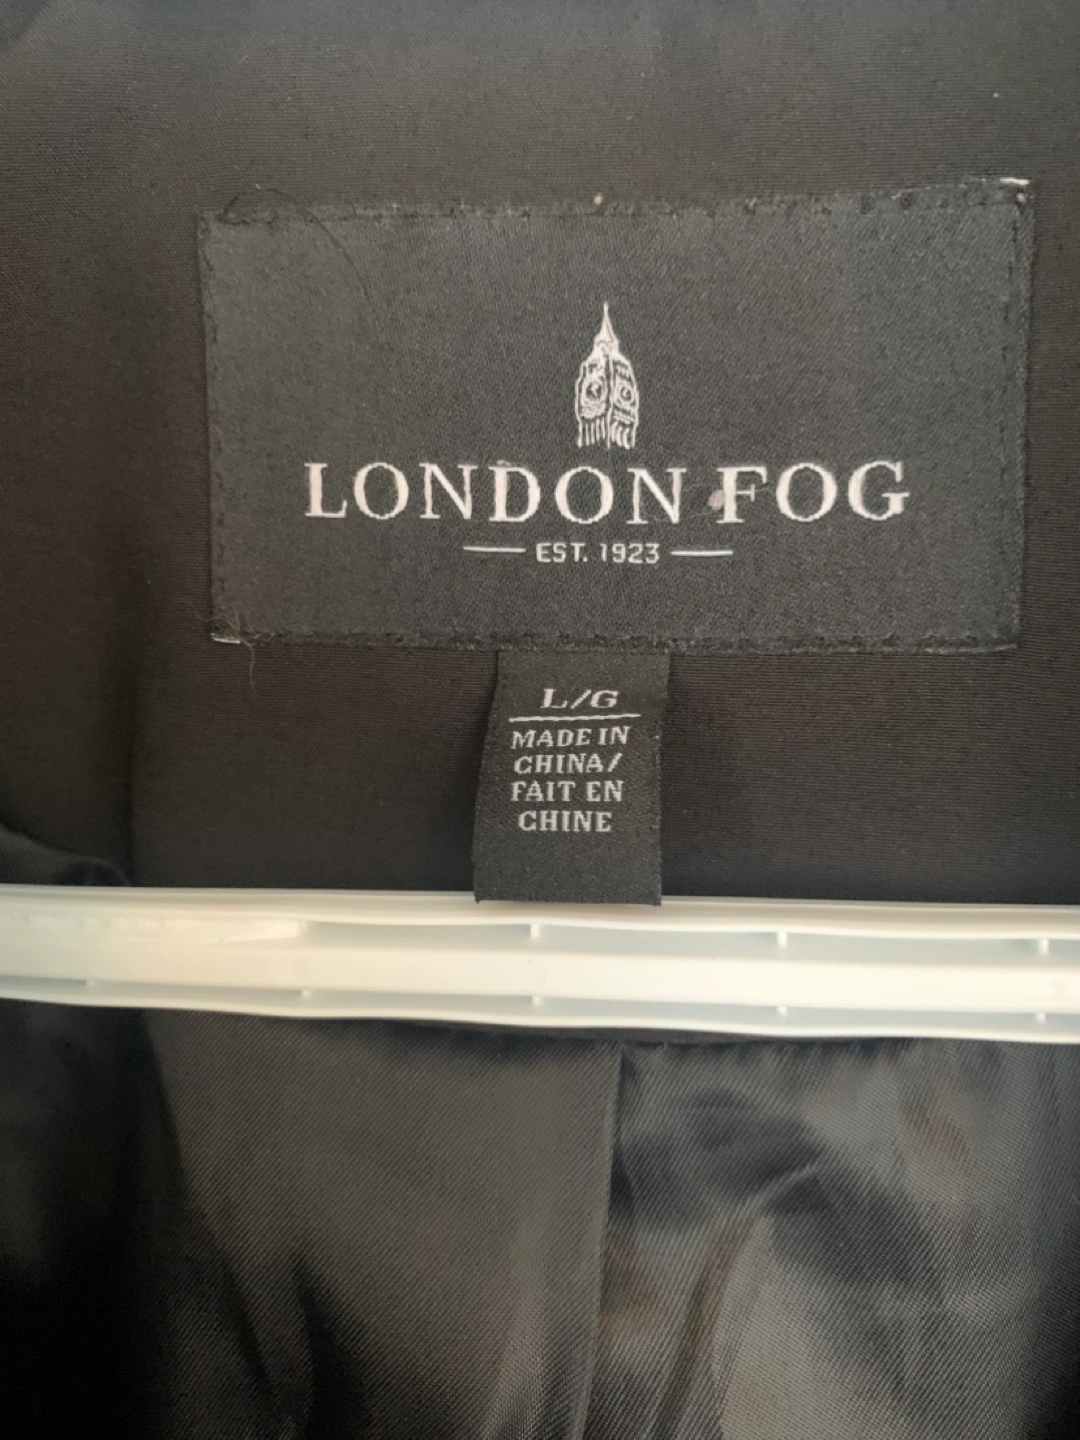 LONDON FOG
EST. 1923
L/G
MADE IN
CHINA/
FAIT EN
CHINE